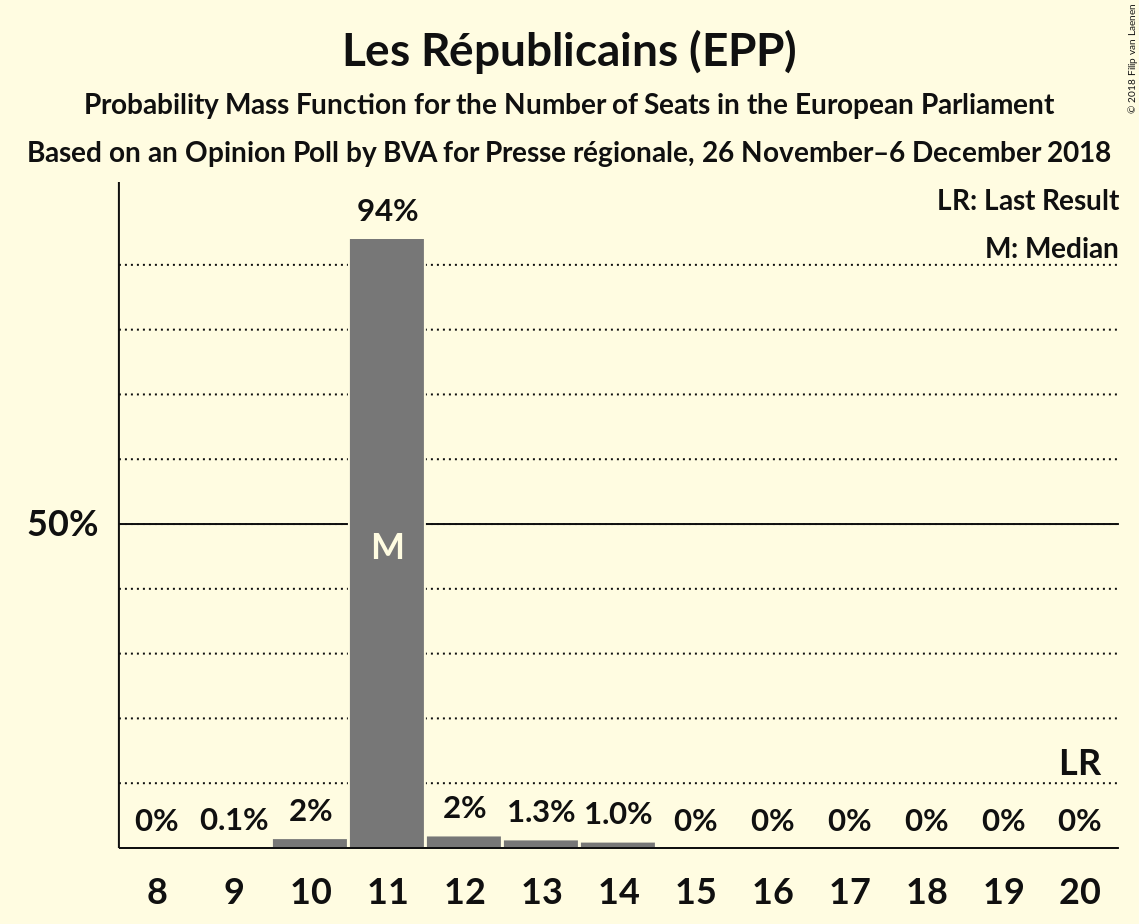 © 2018 Filip van Laenen
Les Républicains (EPP)
Probability Mass Function for the Number of Seats in the European Parliament
Based on an Opinion Poll by BVA for Presse régionale, 26 November–6 December 2018
LR: Last Result
M: Median
94%
50%
M
LR
0% 0.1% 2% 2% 1.3% 1.0% 0% 0% 0% 0% 0% 0%
8 9 10 11 12 13 14 15 16 17 18 19 20